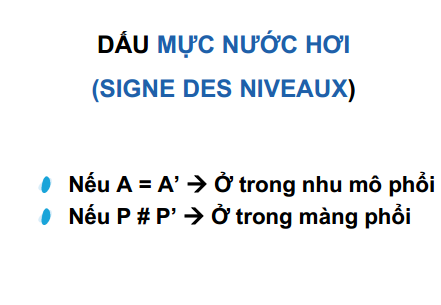 DẤU MỰC NƯỚC HƠI
(SIGNE DES NIVEAUX)
Nếu A = A’ → Ở trong nhu mô phổi
Nếu P # P’ → Ở trong màng phổi